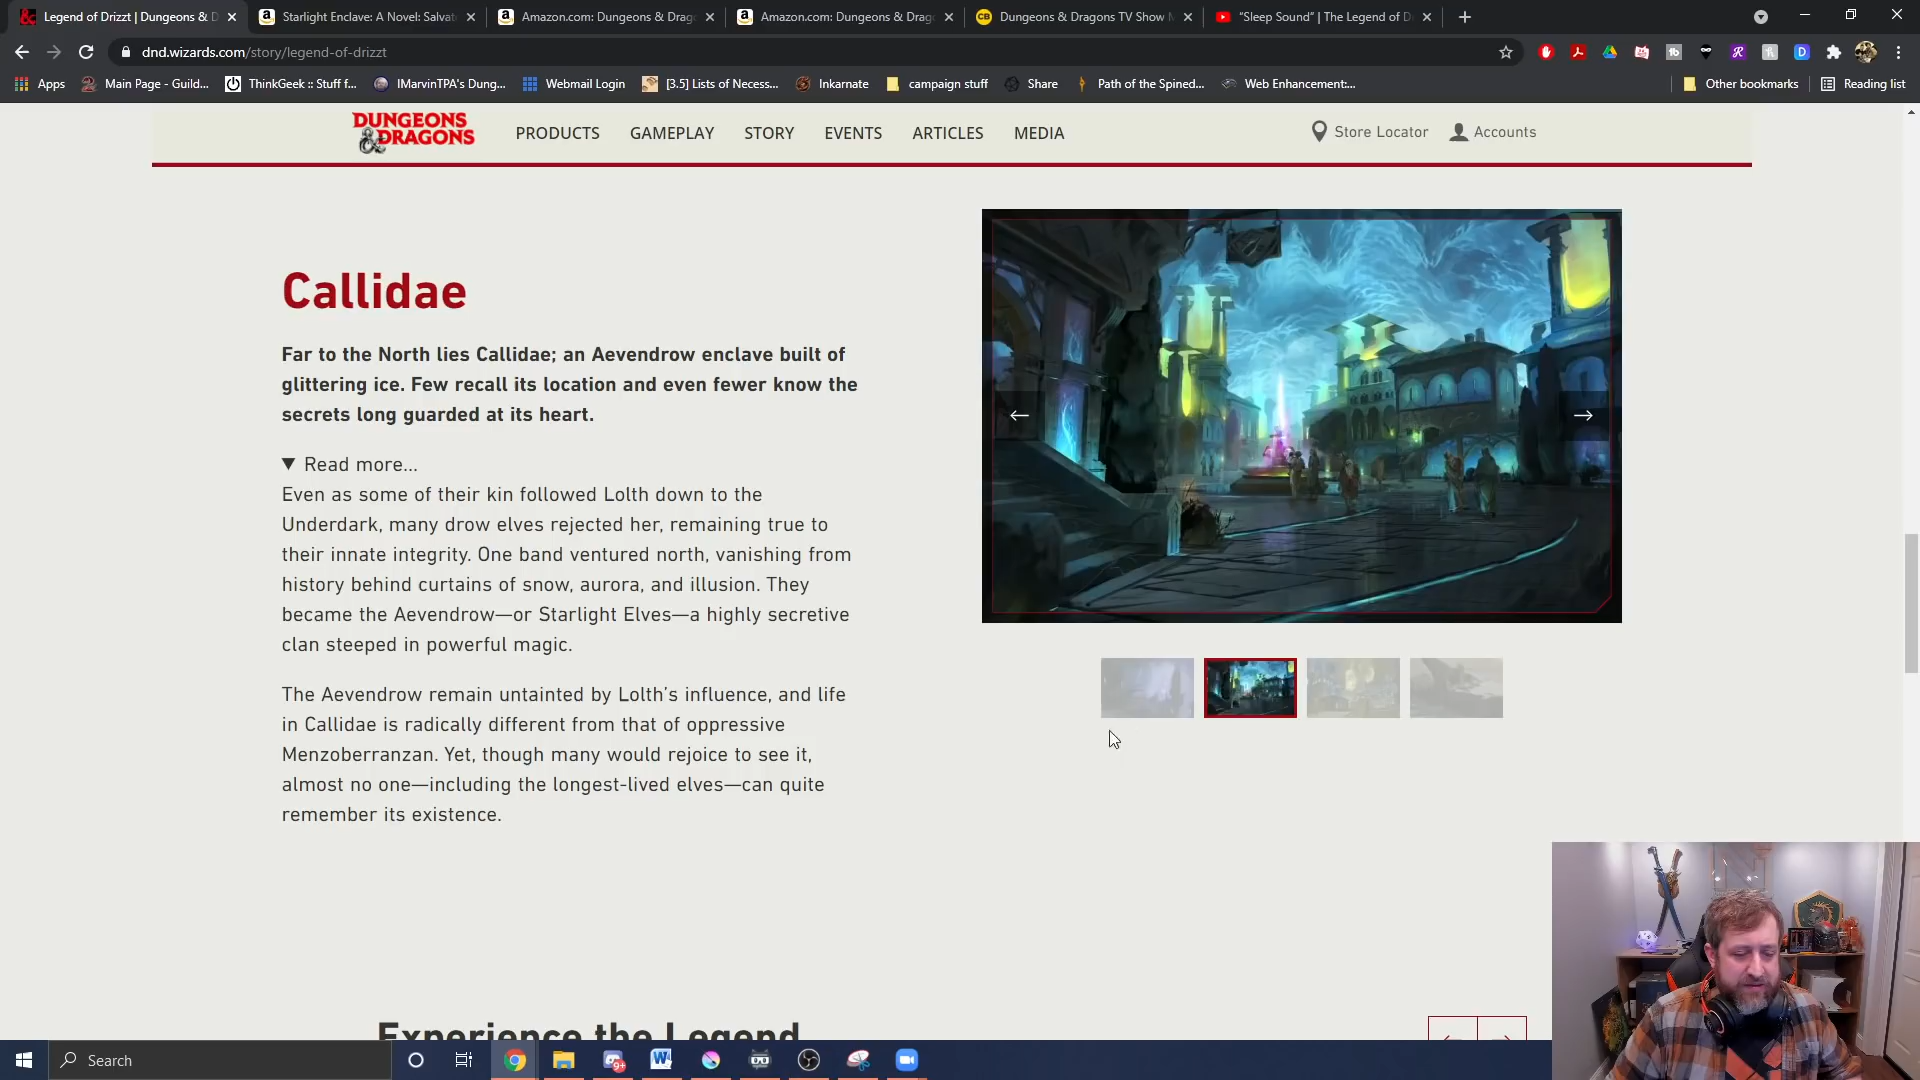 Legend of Drizzt | Dungeons & D
Starlight Enclave: A Novel: Salvat
Amazon.com: Dungeons & Drag
Amazon.com: Dungeons & Drag
Dungeons & Dragons TV Show
"Sleep Sound" | The Legend of D
dnd.wizards.com/story/legend-of-drizzt
Apps
Main Page - Guild...
ThinkGeek :: Stuff f...
IMarvinTPA's Dung...
Webmail Login
[3.5] Lists of Necess...
Inkarnate
campaign stuff
Share
Path of the Spined...
Web Enhancement:...
Other bookmarks
Reading list
DUNGEONS & DRAGONS
PRODUCTS
GAMEPLAY
STORY
EVENTS
ARTICLES
MEDIA
Store Locator
Accounts
Callidae
Far to the North lies Callidae; an Aevendrow enclave built of
glittering ice. Few recall its location and even fewer know the
secrets long guarded at its heart.
Read more...
Even as some of their kin followed Lolth down to the
Underdark, many drow elves rejected her, remaining true to
their innate integrity. One band ventured north, vanishing from
history behind curtains of snow, aurora, and illusion. They
became the Aevendrow—or Starlight Elves—a highly secretive
clan steeped in powerful magic.
The Aevendrow remain untainted by Lolth's influence, and life
in Callidae is radically different from that of oppressive
Menzoberranzan. Yet, though many would rejoice to see it,
almost no one—including the longest-lived elves—can quite
remember its existence.
Experience the Legend
Search